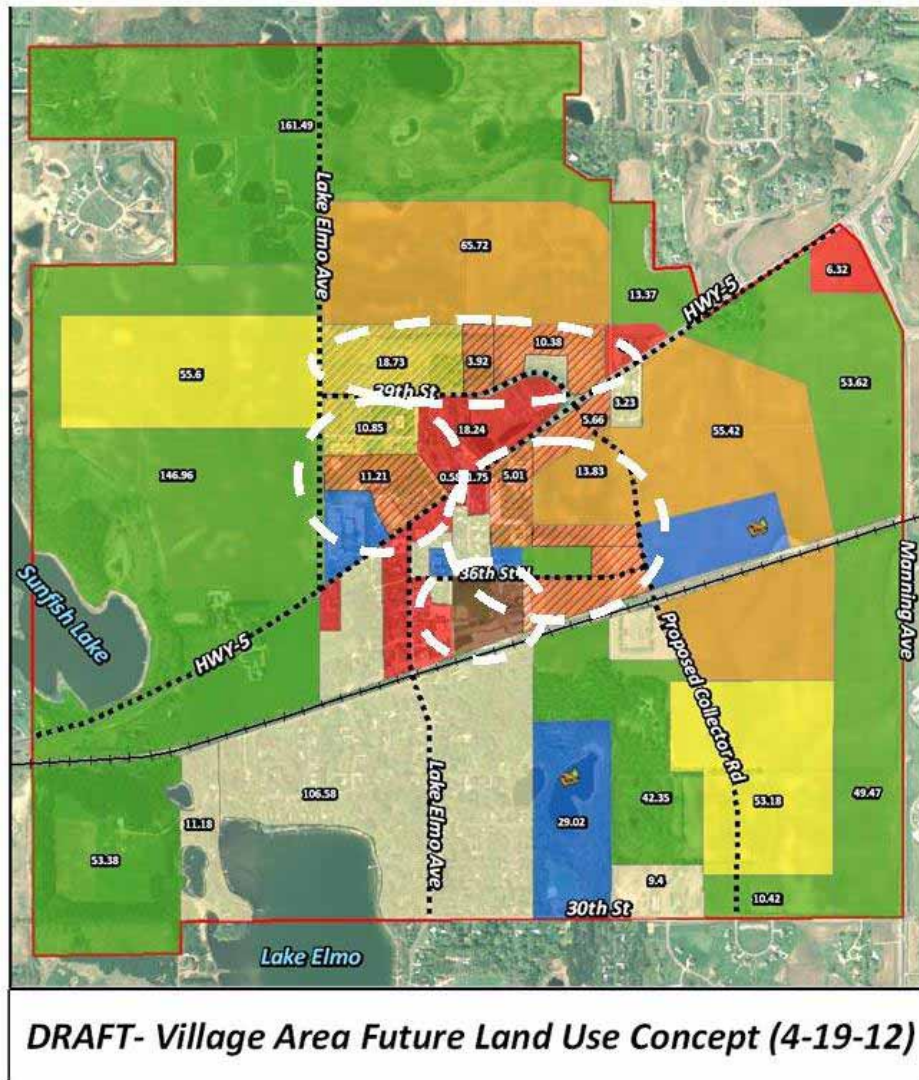 161.49
Lake Elmo Ave
65.72
6.32
13.37
HWY-5
10.38
18.73
3.92
55.6
53.62
39th St
3.23
10.85
18.24
5.66
55.42
146.96
11.21
1.75
5.01
13.83
36th St
Manning Ave
Sunfish Lake
HWY-5
Proposed Collector Rd
Lake Elmo Ave
106.58
11.18
42.35
53.18
49.47
29.02
53.38
9.4
10.42
30th St
Lake Elmo
DRAFT- Village Area Future Land Use Concept (4-19-12)